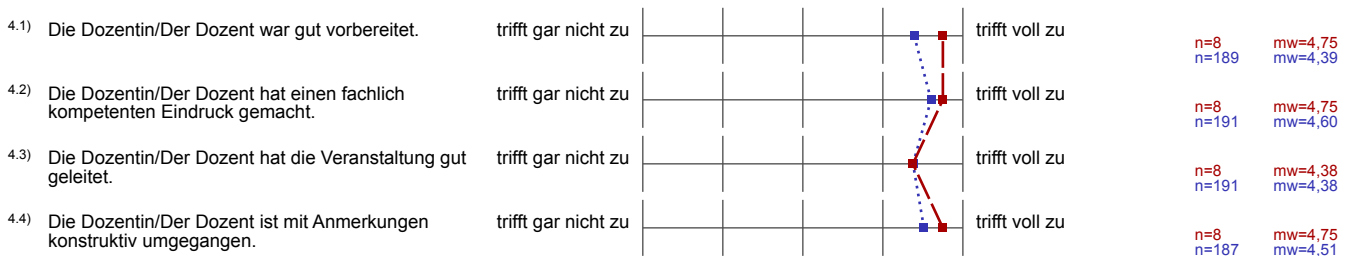 4.1) Die Dozentin/Der Dozent war gut vorbereitet. trifft gar nicht zu trifft voll zu
n=8 mw=4,75
n=189 mw=4,39
4.2) Die Dozentin/Der Dozent hat einen fachlich trifft gar nicht zu trifft voll zu
kompetenten Eindruck gemacht.
n=8 mw=4,75
n=191 mw=4,60
4.3) Die Dozentin/Der Dozent hat die Veranstaltung gut trifft gar nicht zu trifft voll zu
geleitet.
n=8 mw=4,38
n=191 mw=4,38
4.4) Die Dozentin/Der Dozent ist mit Anmerkungen trifft gar nicht zu trifft voll zu
konstruktiv umgegangen.
n=8 mw=4,75
n=187 mw=4,51